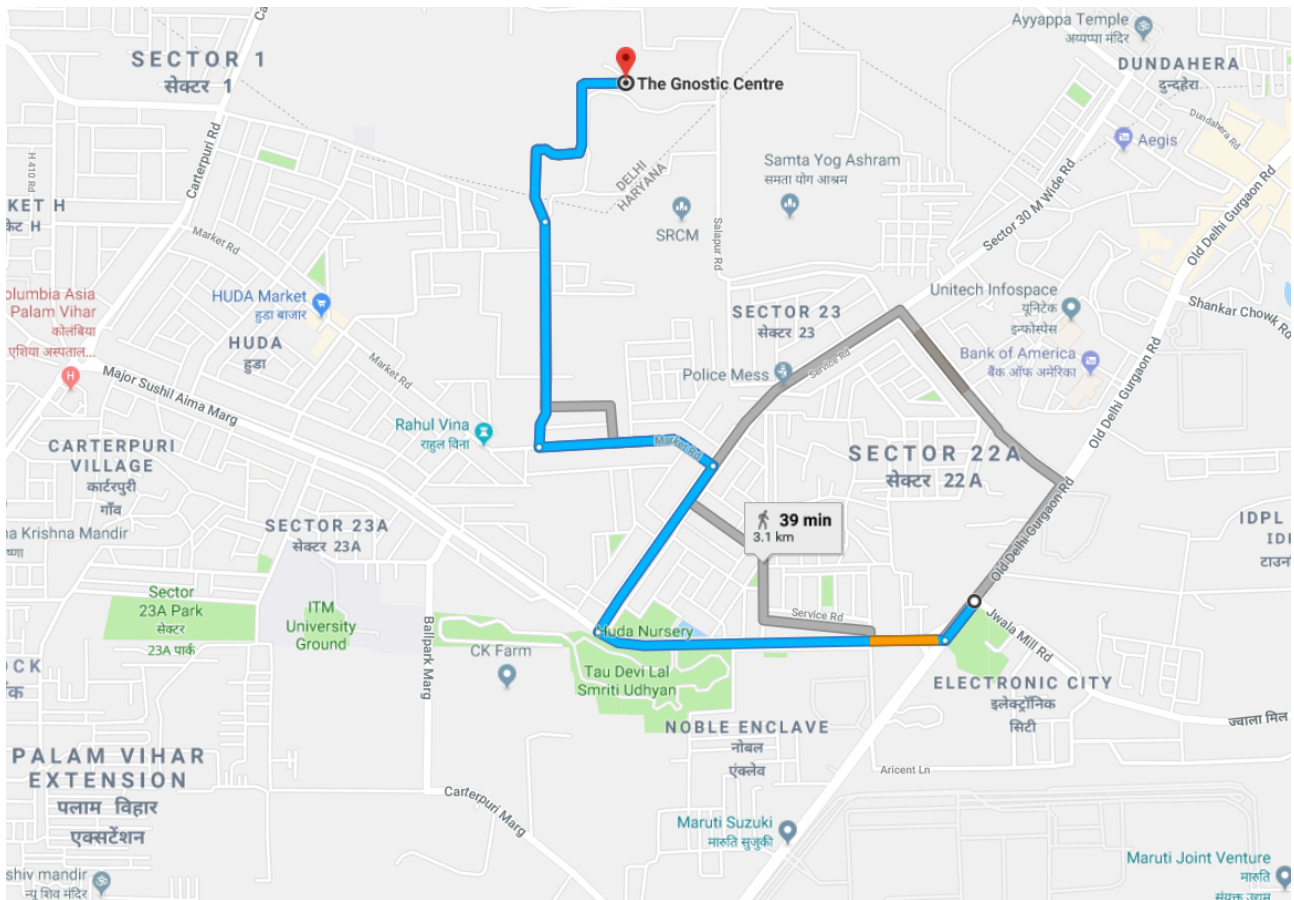 Ayyappa Temple
अय्यप्पा मंदिर
SECTOR 1
सेक्टर 1
DUNDAHERA
दुन्दहेरा
The Gnostic Centre
Dundahera Rd
Aegis
Carterpuri Rd
H 410 Rd
DELHI
HARYANA
Samta Yog Ashram
समता योग आश्रम
SRCM
Salapur Rd
Sector 30 M Wide Rd
Old Delhi Gurgaon Rd
Market Rd
HUDA Market
हुडा बाजार
HUDA
हुडा
Palam Vihar
कोलंबिया
एशिया अस्पताल...
Unitech Infospace
यूनिटेक
इन्फोस्पेस
Shankar Chowk Rd
SECTOR 23
सेक्टर 23
Bank of America
बैंक ऑफ अमेरिका
Police Mess
Service Rd
Old Delhi Gurgaon Rd
Major Sushil Aima Marg
Market Rd
Rahul Vina
राहुल विना
Market Rd
CARTERPURI
VILLAGE
कार्टरपुरी
गाँव
SECTOR 22A
सेक्टर 22A
39 min
3.1 km
Krishna Mandir
SECTOR 23A
सेक्टर 23A
IDPL
Old Delhi Gurgaon Rd
Sector
23A Park
सेक्टर
23A पार्क
ITM
University
Ground
Ballpark Marg
Service Rd
Jwala Mill Rd
Huda Nursery
CK Farm
Tau Devi Lal
Smriti Udhyan
ELECTRONIC CITY
इलेक्ट्रॉनिक
सिटी
ज्वाला मिल
NOBLE ENCLAVE
नोबल
एंक्लेव
PALAM VIHAR
EXTENSION
पलाम विहार
एक्सटेंशन
Aricent Ln
Carterpuri Marg
Maruti Suzuki
मारुति सुजुकी
Maruti Joint Venture
मारुति
संयुक्त उद्यम
shiv mandir
न्यू शिव मंदिर